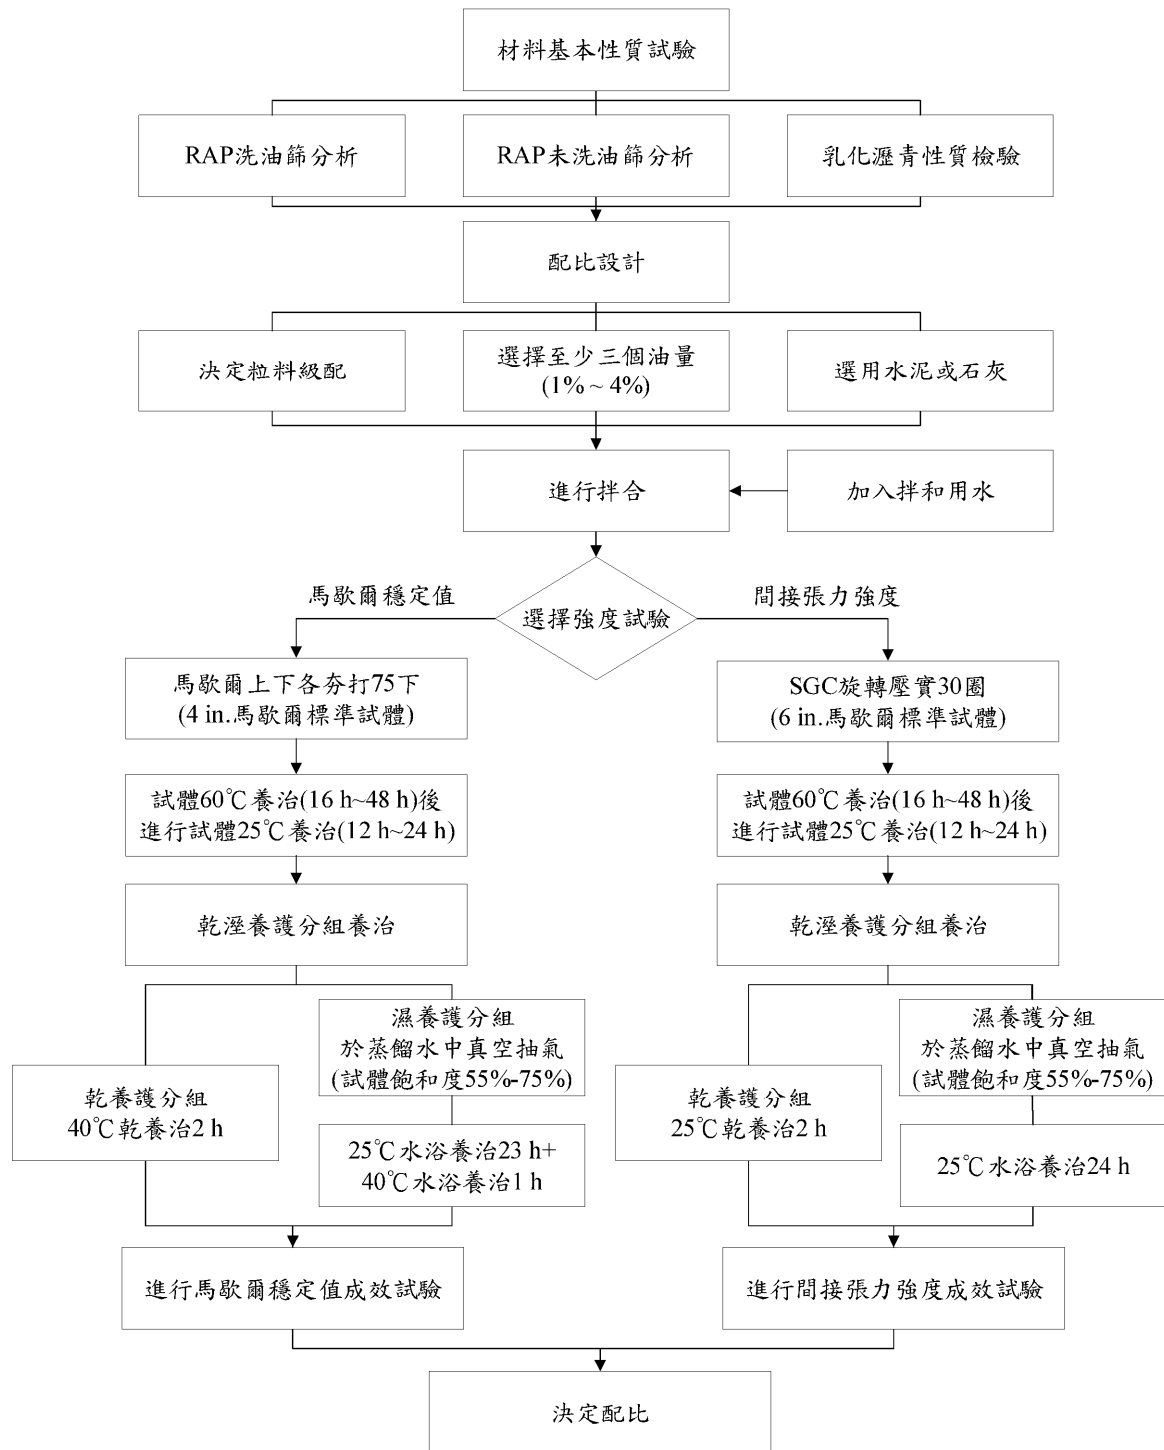 材料基本性質試驗
RAP洗油篩分析
RAP未洗油篩分析
乳化瀝青性質檢驗
配比設計
決定粒料級配
選擇至少三個油量
(1% ~ 4%)
選用水泥或石灰
進行拌合
加入拌和用水
馬歇爾穩定值
選擇強度試驗
間接張力強度
馬歇爾上下各夯打75下
(4 in.馬歇爾標準試體)
試體60℃養治(16 h~48 h)後
進行試體25℃養治(12 h~24 h)
乾溼養護分組養治
乾養護分組
40℃乾養治2 h
濕養護分組
於蒸餾水中真空抽氣
(試體飽和度55%-75%)
25℃水浴養治23 h+
40℃水浴養治1 h
進行馬歇爾穩定值成效試驗
SGC旋轉壓實30圈
(6 in.馬歇爾標準試體)
試體60℃養治(16 h~48 h)後
進行試體25℃養治(12 h~24 h)
乾溼養護分組養治
乾養護分組
25℃乾養治2 h
濕養護分組
於蒸餾水中真空抽氣
(試體飽和度55%-75%)
25℃水浴養治24 h
進行間接張力強度成效試驗
決定配比